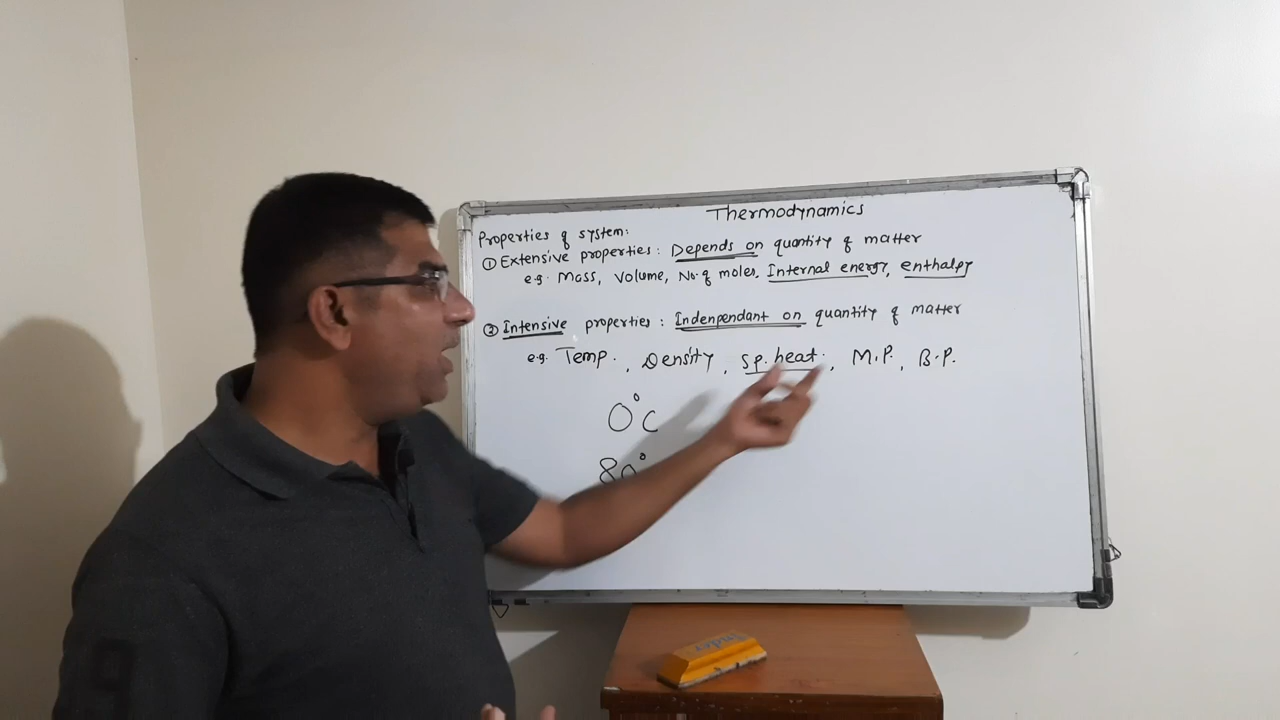 Thermodynamics
Properties of system:
① Extensive properties: Depends on quantity of matter
e.g. Mass, Volume, No. of moles, Internal energy, enthalpy
② Intensive properties: Indenpendant on quantity of matter
e.g. Temp., Density, Sp. heat, M.P., B.P.
0°C
80°
9